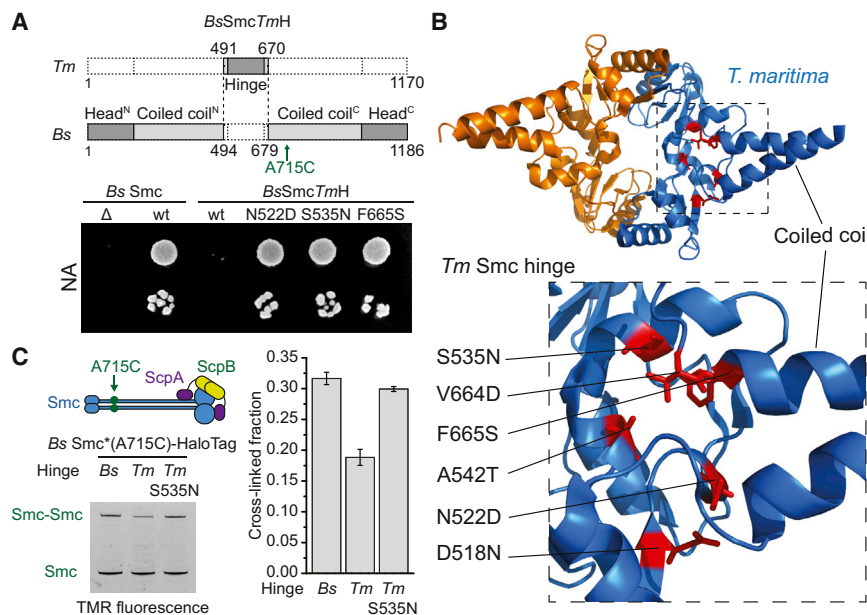 A
BsSmcTmH
491 670
Tm
1 Hinge 1170
Head^N Coiled coil^N Coiled coil^C Head^C
Bs
1 494 679 1186
A715C
Bs Smc BsSmcTmH
Δ wt wt N522D S535N F665S
NA
B
T. maritima
Coiled coi
Tm Smc hinge
S535N
V664D
F665S
A542T
N522D
D518N
C
A715C
ScpB
ScpA
Smc
Bs Smc*(A715C)-HaloTag
Hinge Bs Tm Tm
S535N
Smc-Smc
Smc
TMR fluorescence
Cross-linked fraction
0.35
0.30
0.25
0.20
0.15
0.10
0.05
0.00
Hinge Bs Tm Tm
S535N